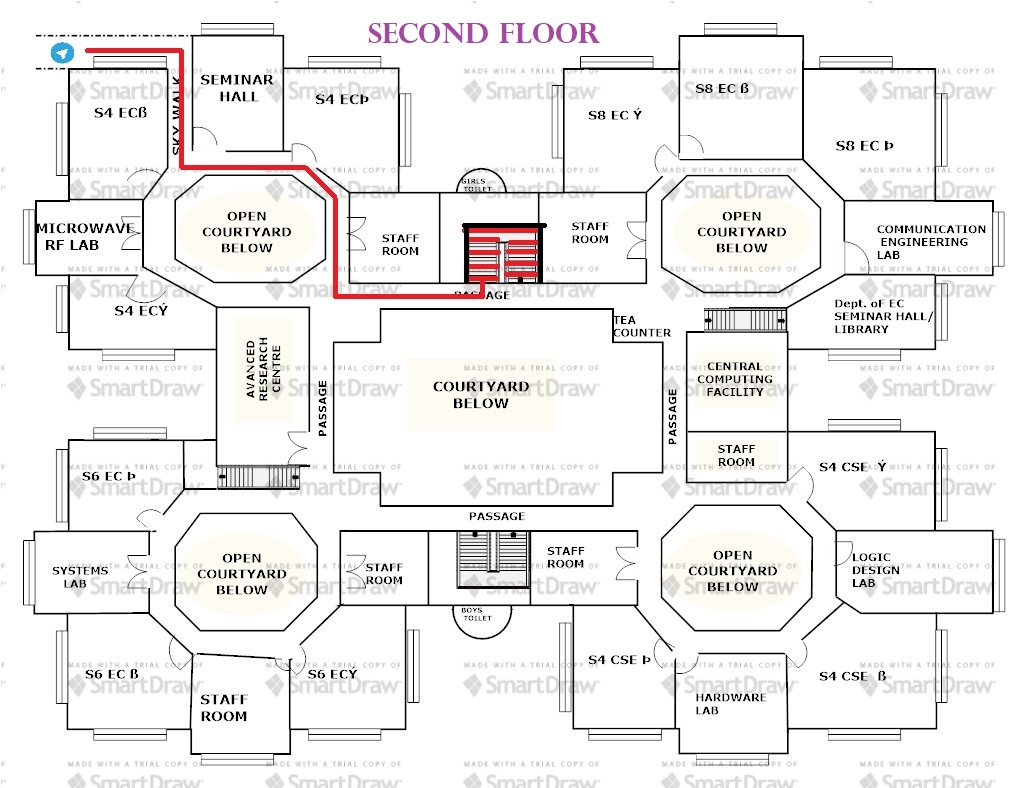 SECOND FLOOR
SEMINAR
HALL
S4 ECß
SKY WALK
S4 ECÞ
S8 EC Ý
S8 EC ß
S8 EC Þ
GIRLS
TOILET
MICROWAVE
RF LAB
OPEN
COURTYARD
BELOW
STAFF
ROOM
STAFF
ROOM
OPEN
COURTYARD
BELOW
COMMUNICATION
ENGINEERING
LAB
S4 ECÝ
PASSAGE
TEA
COUNTER
Dept. of EC
SEMINAR HALL/
LIBRARY
AVANCED
RESEARCH
CENTRE
PASSAGE
COURTYARD
BELOW
PASSAGE
CENTRAL
COMPUTING
FACILITY
STAFF
ROOM
S6 EC Þ
S4 CSE Ý
PASSAGE
SYSTEMS
LAB
OPEN
COURTYARD
BELOW
STAFF
ROOM
STAFF
ROOM
OPEN
COURTYARD
BELOW
LOGIC
DESIGN
LAB
BOYS
TOILET
S6 EC ß
STAFF
ROOM
S6 ECÝ
S4 CSE Þ
HARDWARE
LAB
S4 CSE ß
MADE WITH A TRIAL COPY OF
SmartDraw